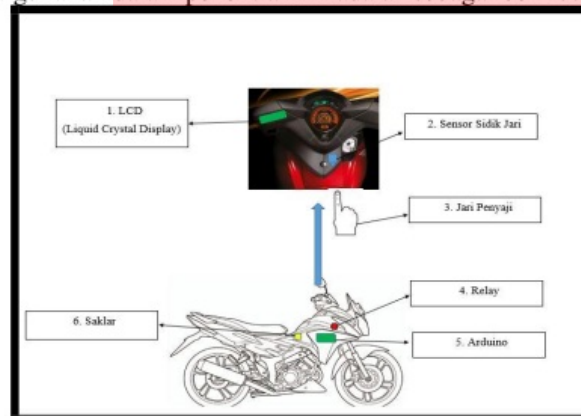 1. LCD
(Liquid Crystal Display)
2. Sensor Sidik Jari
3. Jari Penyaji
4. Relay
6. Saklar
5. Arduino